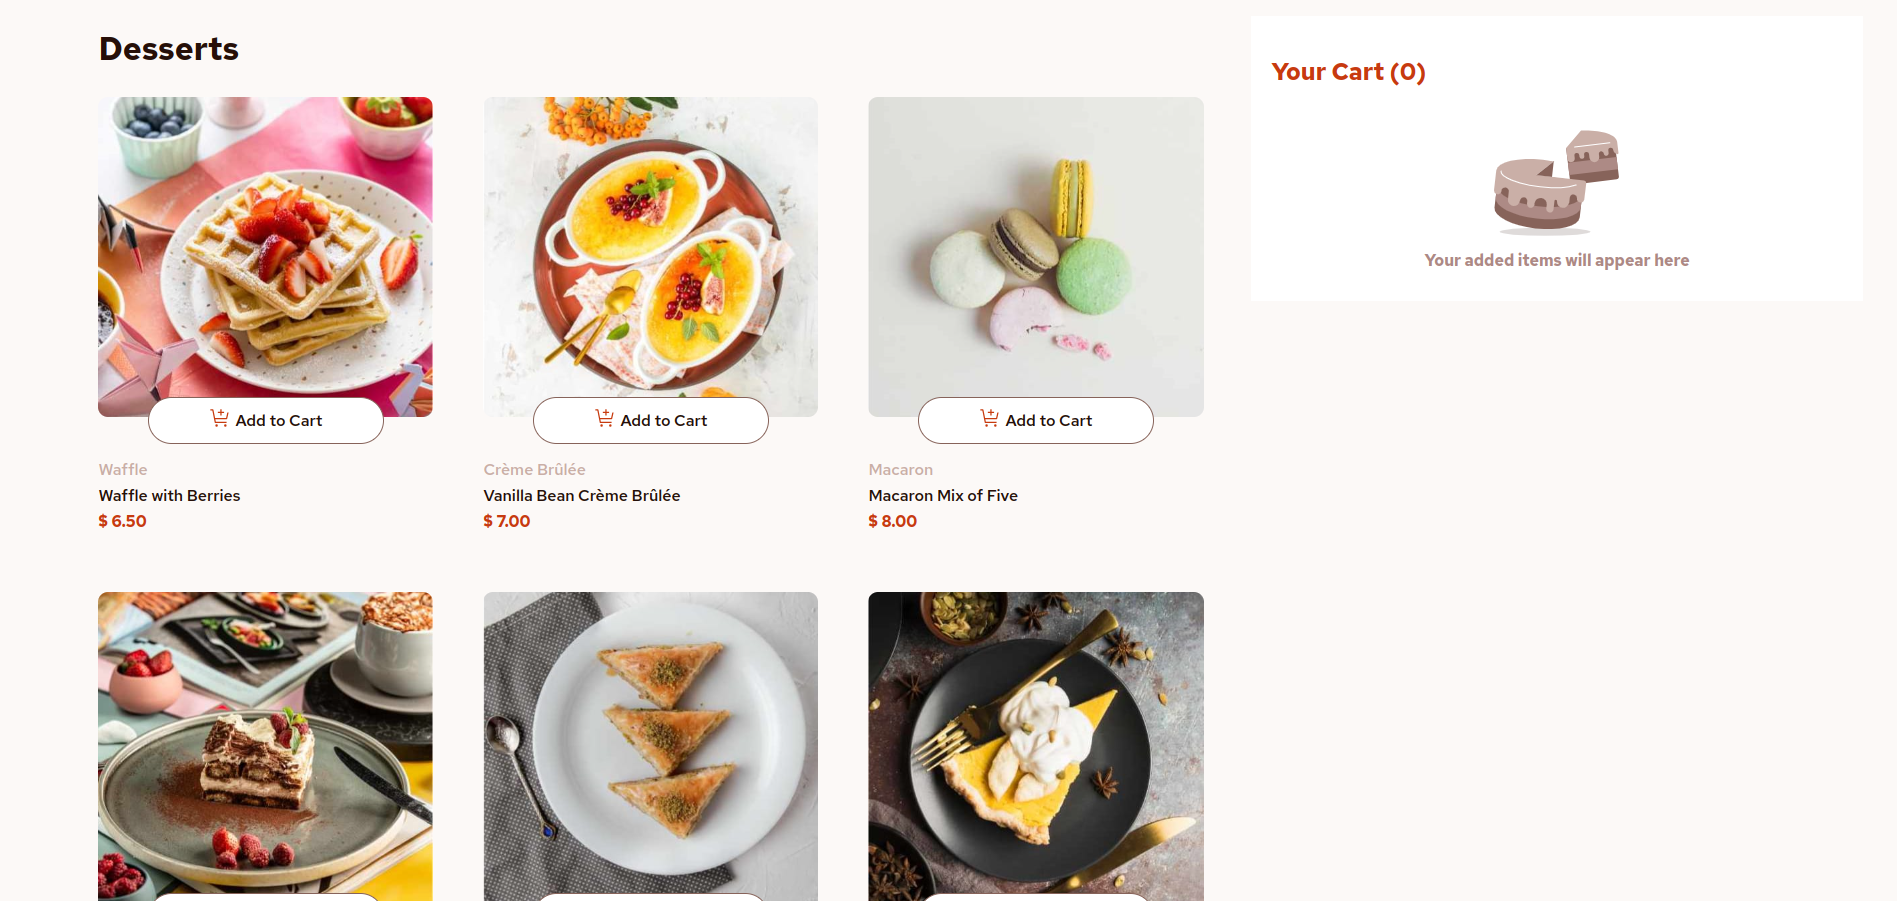 Desserts
Add to Cart
Waffle
Waffle with Berries
$ 6.50
Add to Cart
Crème Brûlée
Vanilla Bean Crème Brûlée
$ 7.00
Add to Cart
Macaron
Macaron Mix of Five
$ 8.00
Your Cart (0)
Your added items will appear here